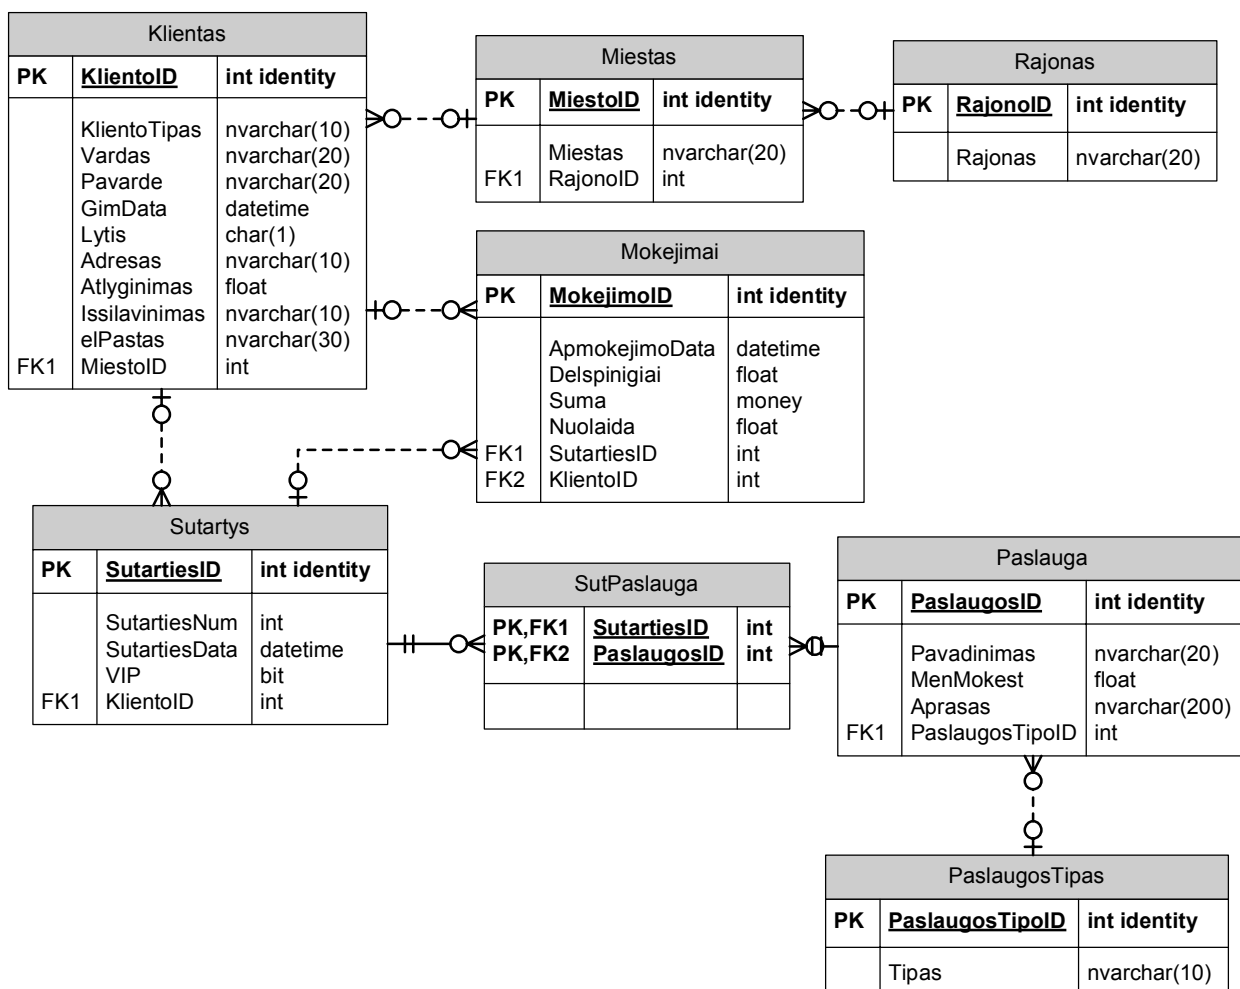 Klientas
PK KlientoID int identity
KlientoTipas nvarchar(10)
Vardas nvarchar(20)
Pavarde nvarchar(20)
GimData datetime
Lytis char(1)
Adresas nvarchar(10)
Atlyginimas float
Issilavinimas nvarchar(10)
elPastas nvarchar(30)
FK1 MiestoID int
Miestas
PK MiestoID int identity
Miestas nvarchar(20)
FK1 RajonoID int
Rajonas
PK RajonoID int identity
Rajonas nvarchar(20)
Mokejimai
PK MokejimoID int identity
ApmokejimoData datetime
Delspinigiai float
Suma money
Nuolaida float
FK1 SutartiesID int
FK2 KlientoID int
Sutartys
PK SutartiesID int identity
SutartiesNum int
SutartiesData datetime
VIP bit
FK1 KlientoID int
SutPaslauga
PK,FK1 SutartiesID int
PK,FK2 PaslaugosID int
Paslauga
PK PaslaugosID int identity
Pavadinimas nvarchar(20)
MenMokest float
Aprasas nvarchar(200)
FK1 PaslaugosTipoID int
PaslaugosTipas
PK PaslaugosTipoID int identity
Tipas nvarchar(10)